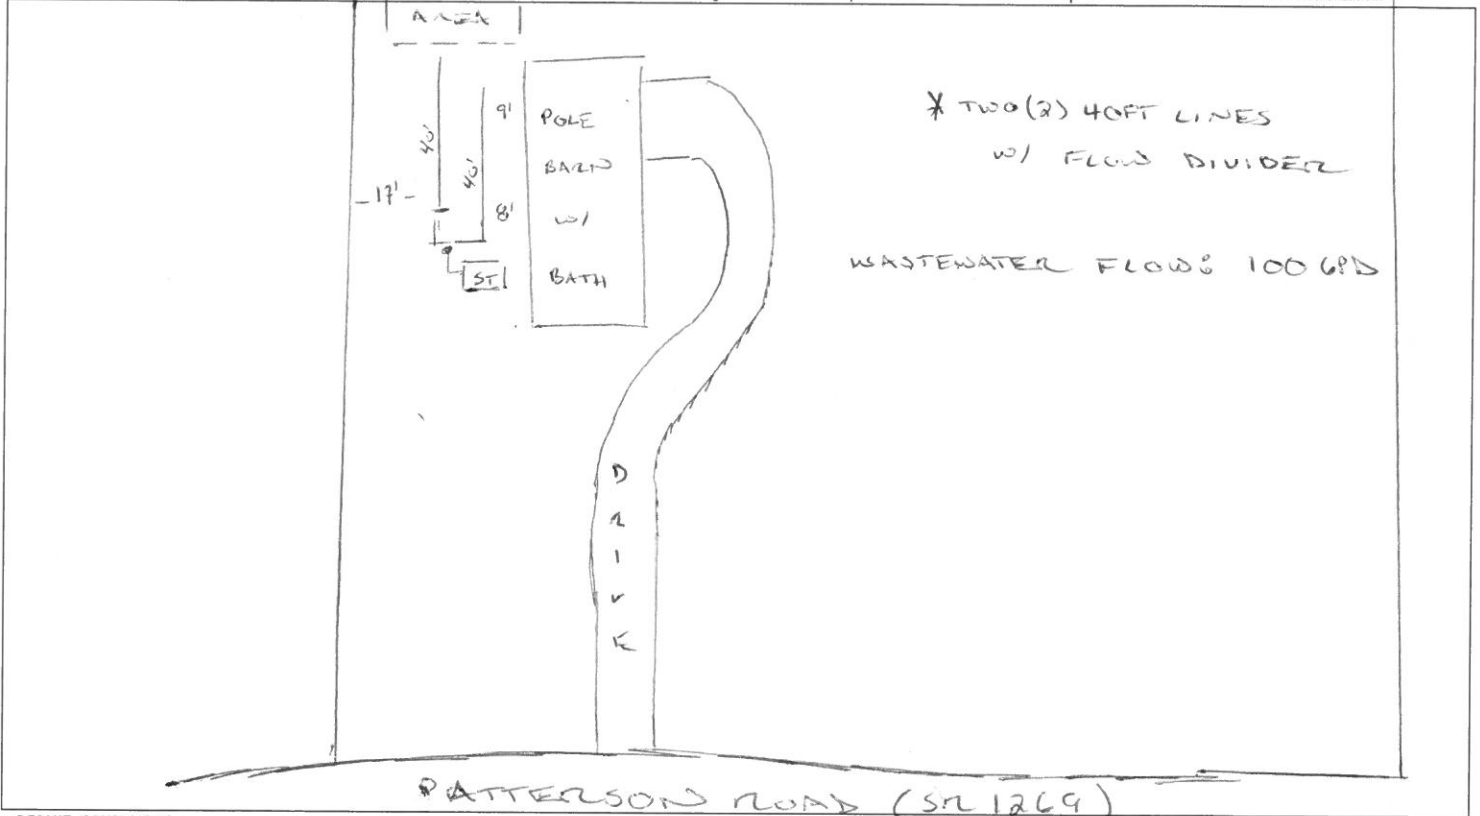 AREA
9'
POLE
40'
40'
BARN
-17'-
8'
W/
ST
BATH
* TWO (2) 40FT LINES
W/ FLOW DIVIDER
WASTEWATER FLOW: 100 GPD
DRIVE
PATTERSON ROAD (SR 1269)